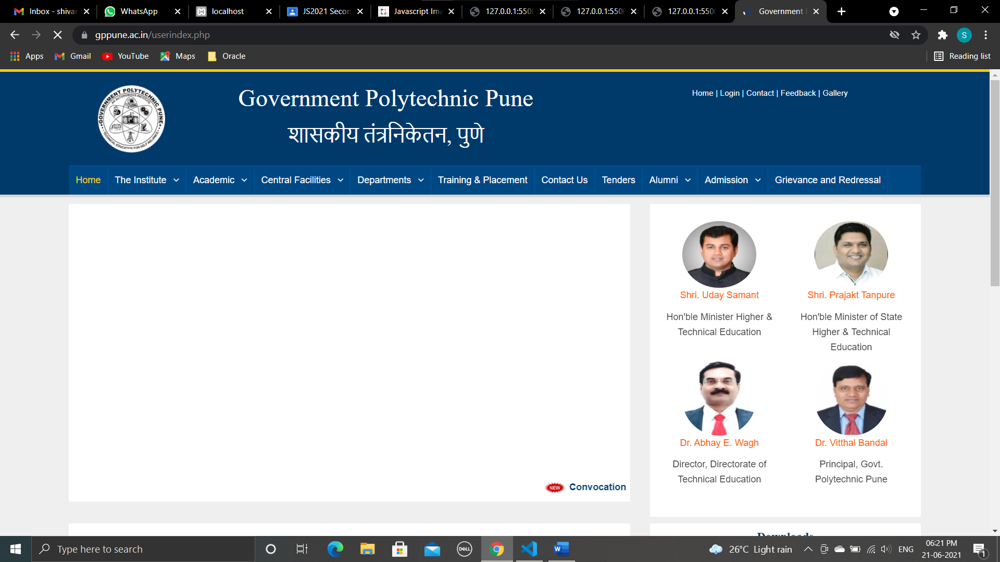 Inbox - shivar
WhatsApp
localhost
JS2021 Secon
Javascript Ima
127.0.0.1:5500
127.0.0.1:5500
127.0.0.1:5500
Government P
gppune.ac.in/userindex.php
S
Apps
Gmail
YouTube
Maps
Oracle
Reading list
GOVERNMENT POLYTECHNIC PUNE
AN AUTONOMOUS INSTITUTE
TECHNICAL EDUCATION FOR SELF RELIANCE
Government Polytechnic Pune
शासकीय तंत्रनिकेतन, पुणे
Home | Login | Contact | Feedback | Gallery
Home
The Institute
Academic
Central Facilities
Departments
Training & Placement
Contact Us
Tenders
Alumni
Admission
Grievance and Redressal
Shri. Uday Samant
Hon'ble Minister Higher &
Technical Education
Shri. Prajakt Tanpure
Hon'ble Minister of State
Higher & Technical
Education
Dr. Abhay E. Wagh
Director, Directorate of
Technical Education
Dr. Vitthal Bandal
Principal, Govt.
Polytechnic Pune
NEW Convocation
Downloads
Type here to search
DELL
26°C Light rain
ENG
06:21 PM
21-06-2021
1